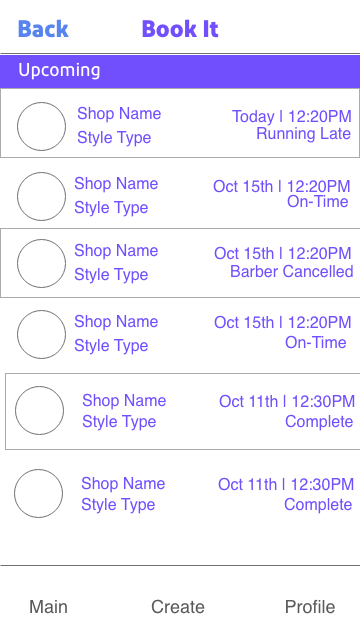 Back Book It
Upcoming
Shop Name Today | 12:20PM
Style Type Running Late
Shop Name Oct 15th | 12:20PM
Style Type On-Time
Shop Name Oct 15th | 12:20PM
Style Type Barber Cancelled
Shop Name Oct 15th | 12:20PM
Style Type On-Time
Shop Name Oct 11th | 12:30PM
Style Type Complete
Shop Name Oct 11th | 12:30PM
Style Type Complete
Main Create Profile